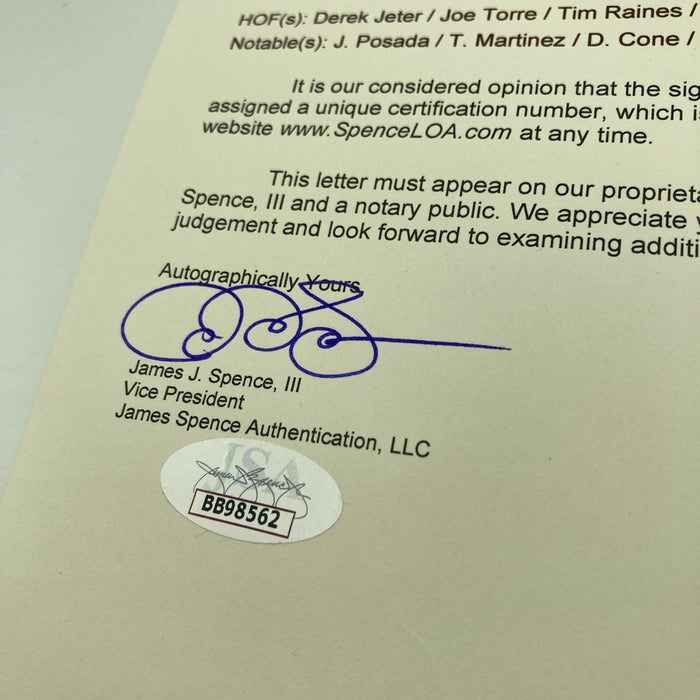 HOF(s): Derek Jeter / Joe Torre / Tim Raines /
Notable(s): J. Posada / T. Martinez / D. Cone /
It is our considered opinion that the sig
assigned a unique certification number, which i
website www.SpenceLOA.com at any time.
This letter must appear on our proprieta
Spence, III and a notary public. We appreciate
judgement and look forward to examining additi
Autographically Yours,
James J. Spence, III
Vice President
James Spence Authentication, LLC
JSA
BB98562